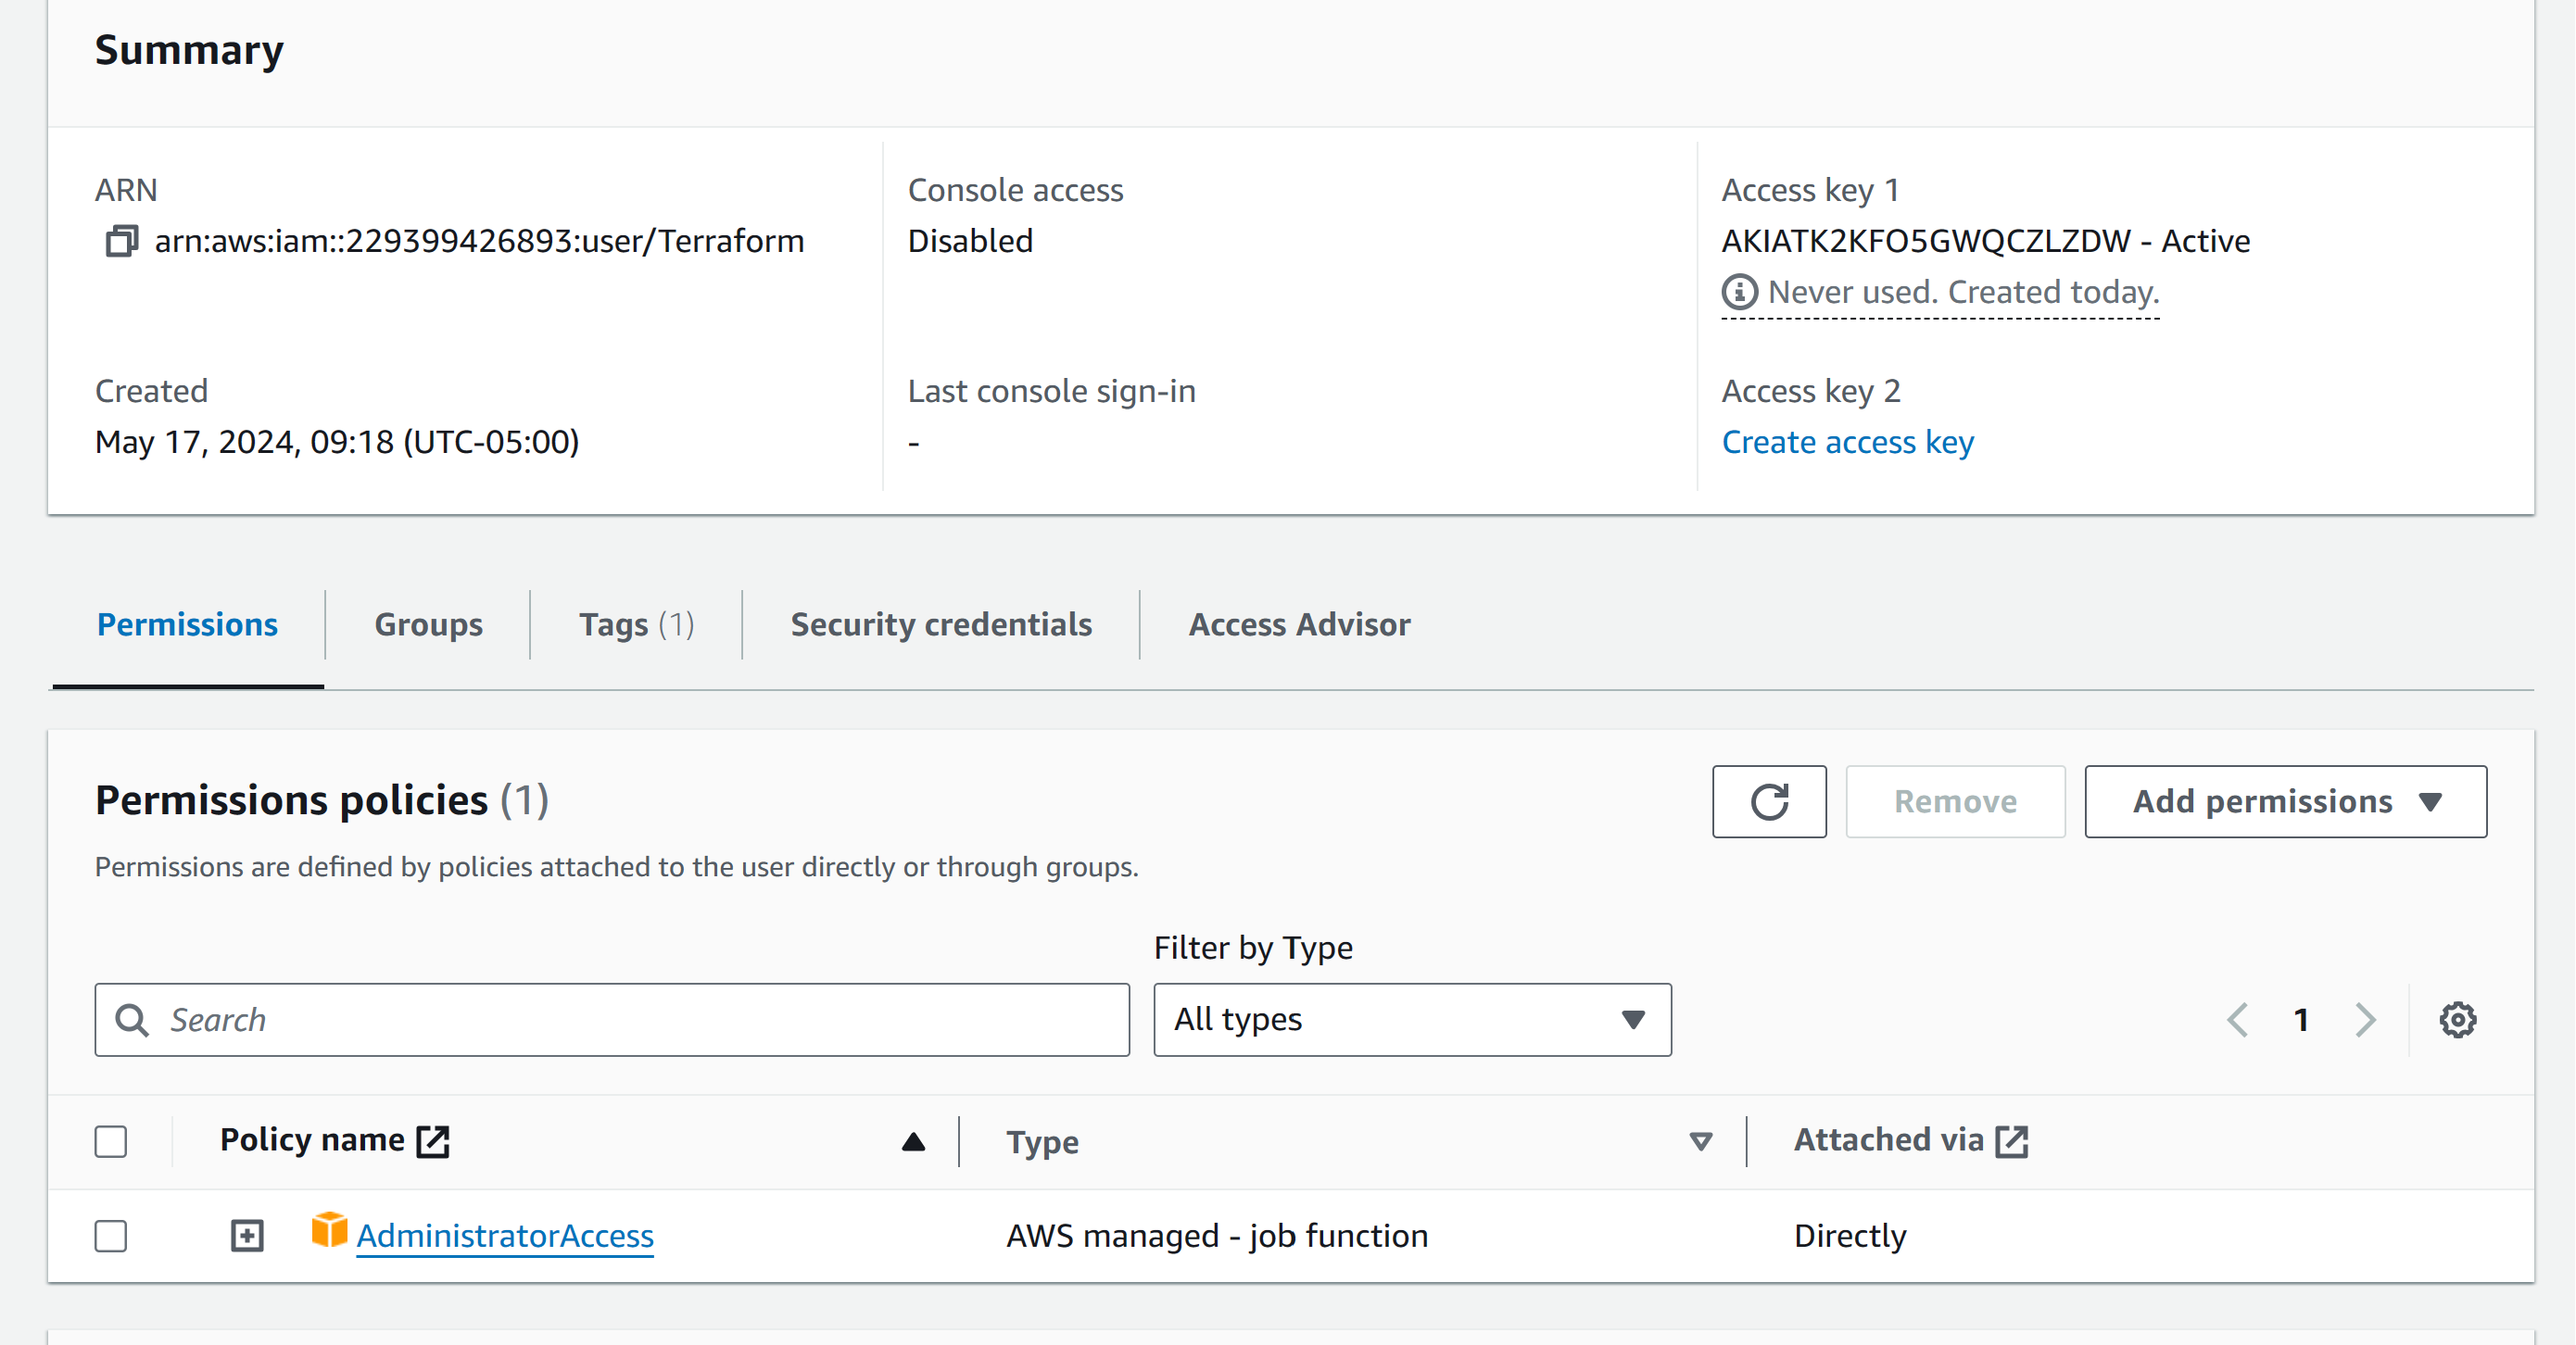 Summary
ARN
arn:aws:iam::229399426893:user/Terraform
Console access
Disabled
Access key 1
AKIATK2KFO5GWQCZLZDW - Active
Never used. Created today.
Created
May 17, 2024, 09:18 (UTC-05:00)
Last console sign-in
-
Access key 2
Create access key
Permissions
Groups
Tags (1)
Security credentials
Access Advisor
Permissions policies (1)
Remove
Add permissions
Permissions are defined by policies attached to the user directly or through groups.
Filter by Type
Search
All types
1
Policy name
Type
Attached via
AdministratorAccess
AWS managed - job function
Directly